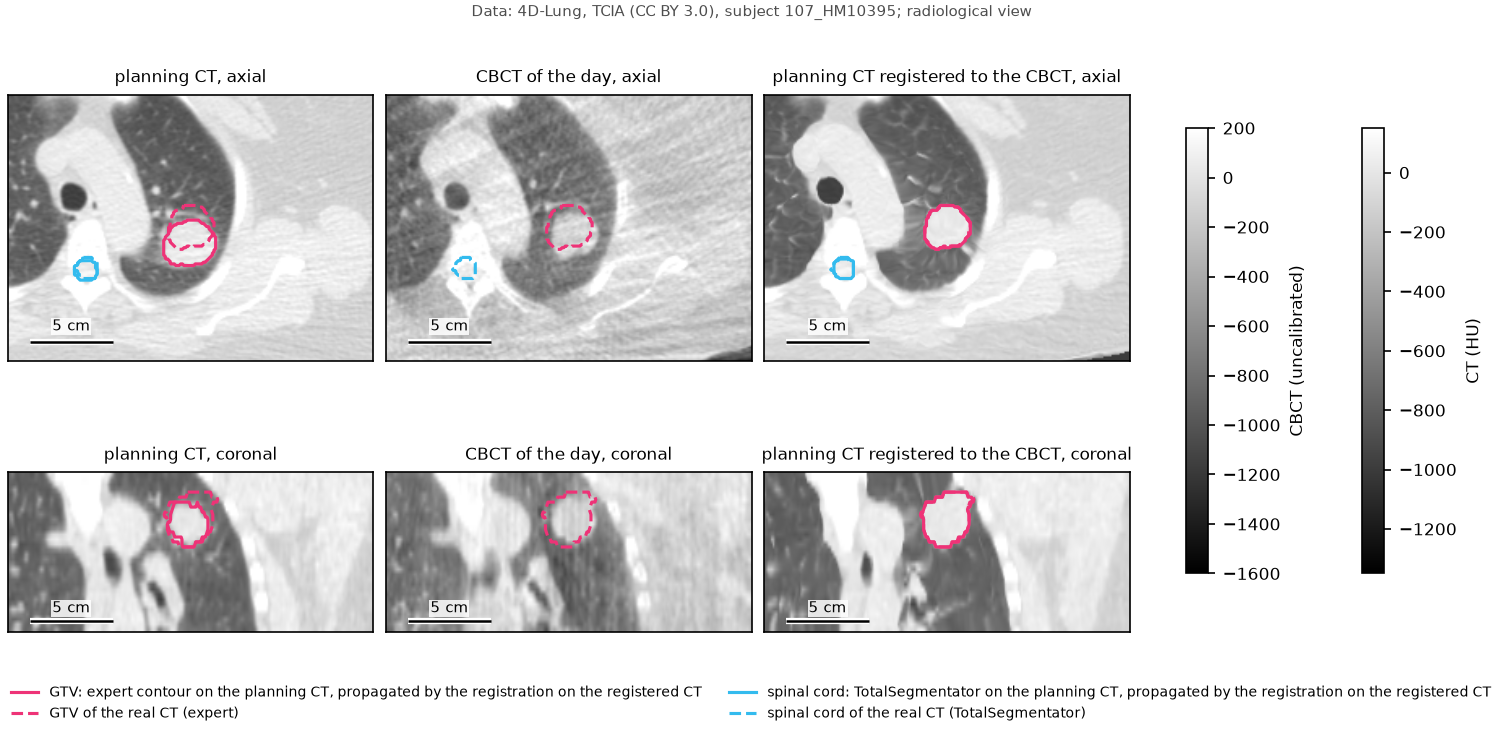 Data: 4D-Lung, TCIA (CC BY 3.0), subject 107_HM10395; radiological view
planning CT, axial
CBCT of the day, axial
planning CT registered to the CBCT, axial
5 cm
5 cm
5 cm
planning CT, coronal
CBCT of the day, coronal
planning CT registered to the CBCT, coronal
5 cm
5 cm
5 cm
200
0
−200
−400
−600
−800
−1000
−1200
−1400
−1600
CBCT (uncalibrated)
0
−200
−400
−600
−800
−1000
−1200
CT (HU)
GTV: expert contour on the planning CT, propagated by the registration on the registered CT
GTV of the real CT (expert)
spinal cord: TotalSegmentator on the planning CT, propagated by the registration on the registered CT
spinal cord of the real CT (TotalSegmentator)